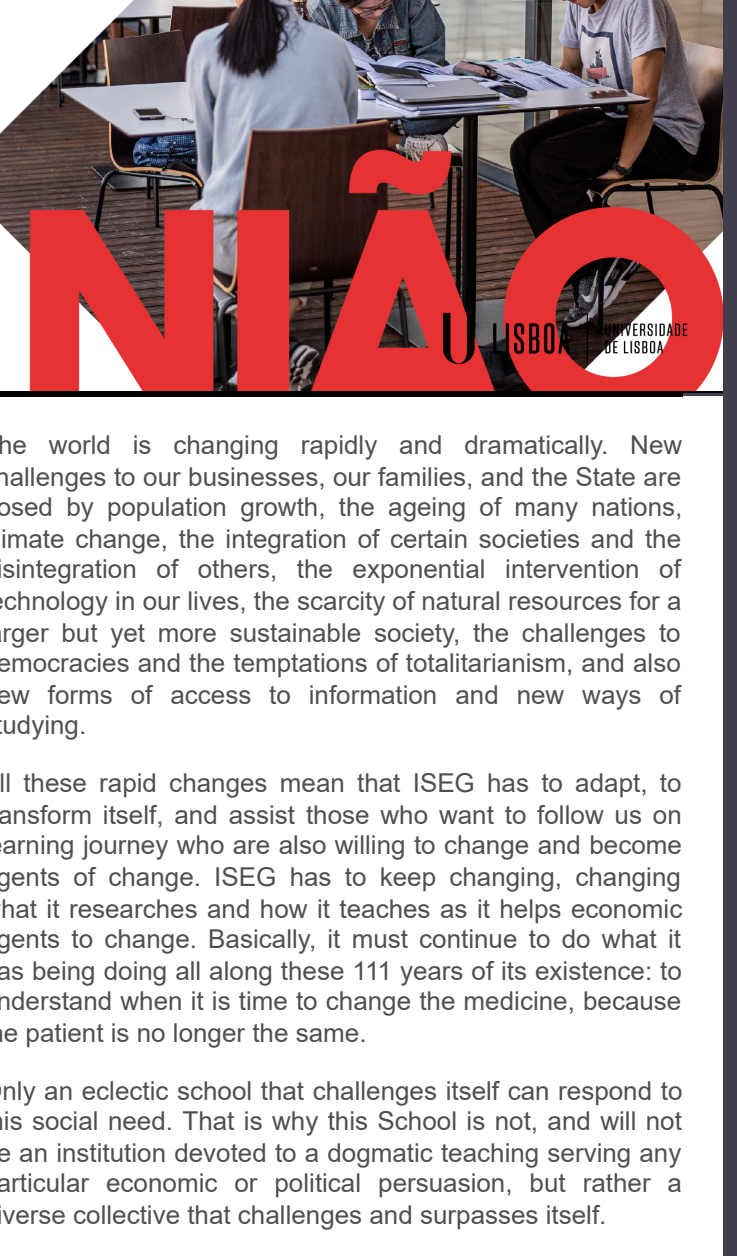 NIÃO
U LISBOA | UNIVERSIDADE
DE LISBOA
he world is changing rapidly and dramatically. New
hallenges to our businesses, our families, and the State are
osed by population growth, the ageing of many nations,
imate change, the integration of certain societies and the
isintegration of others, the exponential intervention of
echnology in our lives, the scarcity of natural resources for a
arger but yet more sustainable society, the challenges to
emocracies and the temptations of totalitarianism, and also
ew forms of access to information and new ways of
tudying.
ll these rapid changes mean that ISEG has to adapt, to
ansform itself, and assist those who want to follow us on
earning journey who are also willing to change and become
gents of change. ISEG has to keep changing, changing
hat it researches and how it teaches as it helps economic
gents to change. Basically, it must continue to do what it
as being doing all along these 111 years of its existence: to
nderstand when it is time to change the medicine, because
he patient is no longer the same.
Only an eclectic school that challenges itself can respond to
his social need. That is why this School is not, and will not
e an institution devoted to a dogmatic teaching serving any
articular economic or political persuasion, but rather a
iverse collective that challenges and surpasses itself.